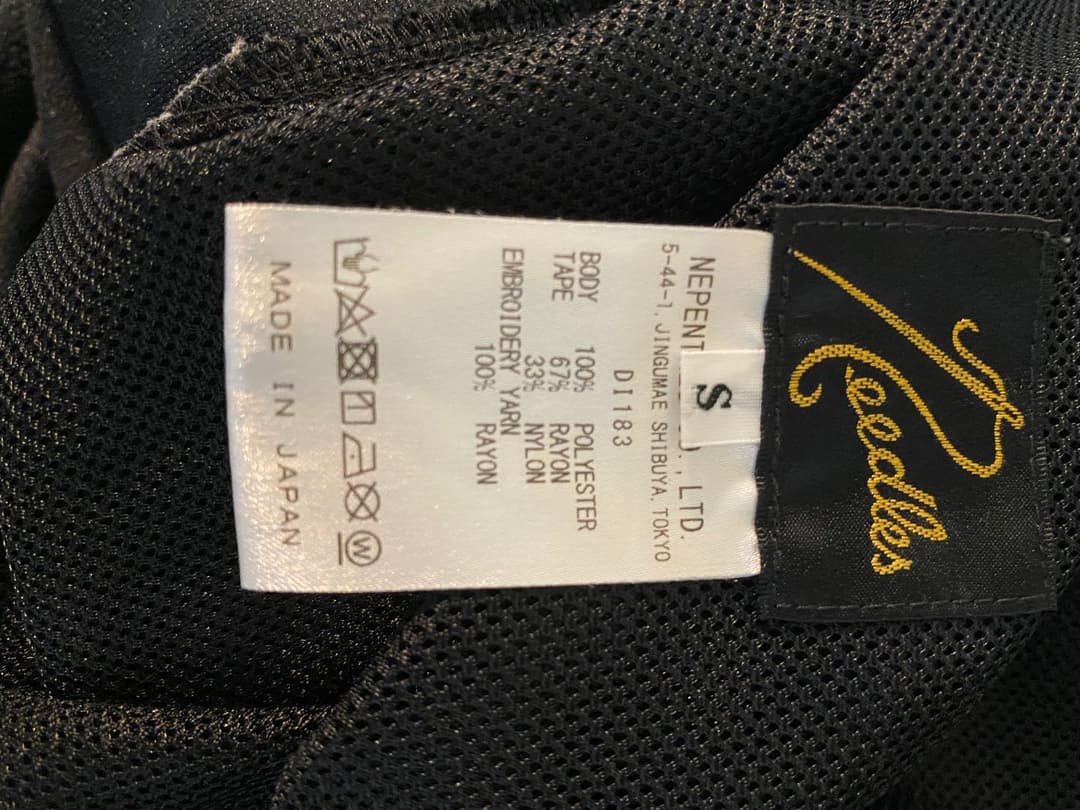 Needles
S
NEPENT ., LTD.
5-44-1, JINGUMAE SHIBUYA, TOKYO
DI183
BODY 100% POLYESTER
TAPE 67% RAYON
33% NYLON
EMBROIDERY YARN
100% RAYON
W
MADE IN JAPAN